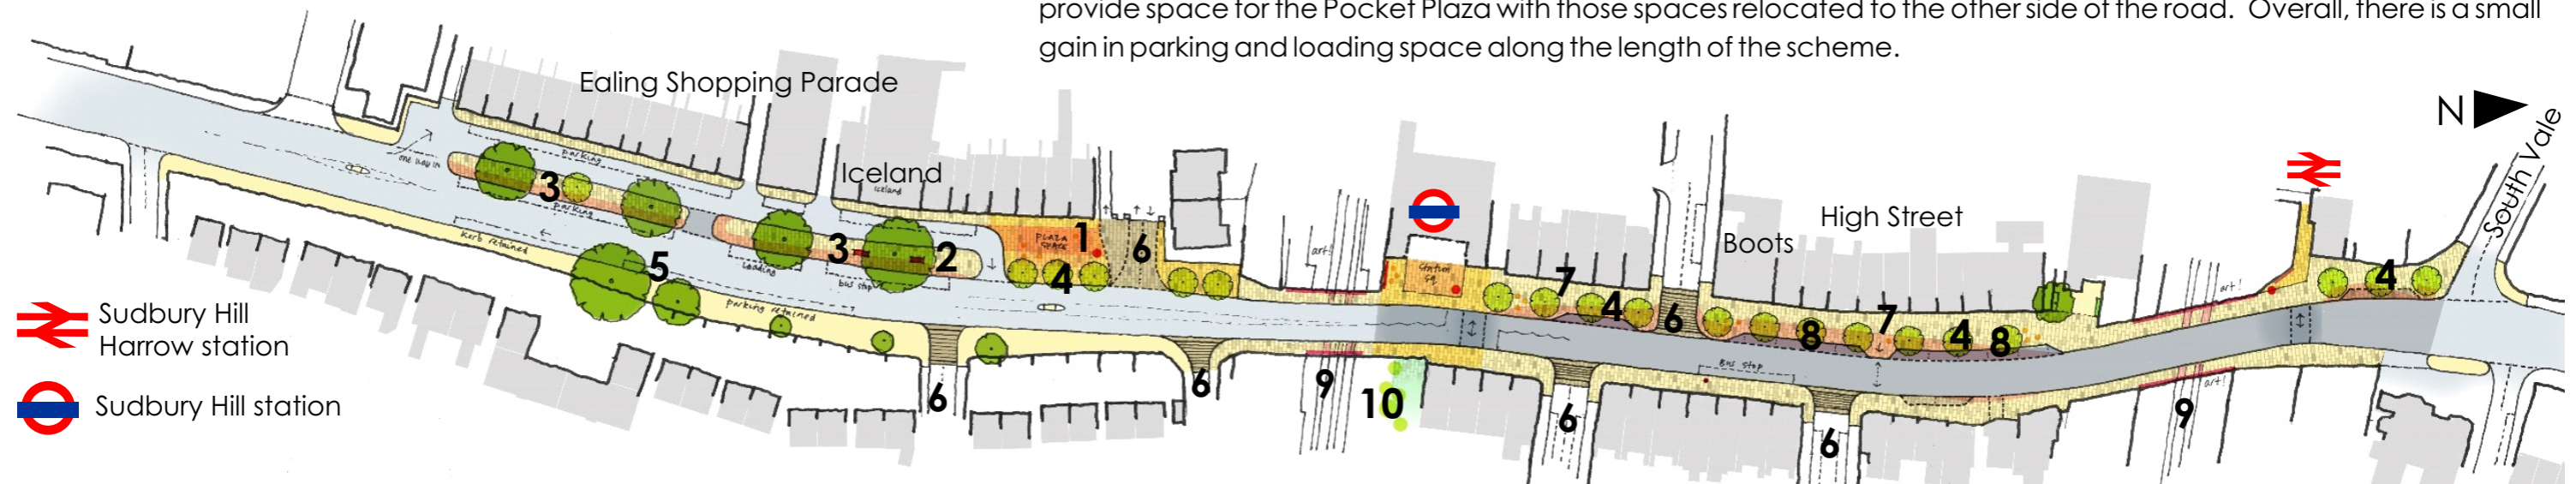 provide space for the Pocket Plaza with those spaces relocated to the other side of the road. Overall, there is a small
gain in parking and loading space along the length of the scheme.
Ealing Shopping Parade
Iceland
Iceland
High Street
Boots
N
South Vale
one way in
parking
parking
kerb retained
loading
bus stop
parking retained
PLAZA
SPACE
art!
Station
Sq.
Bus stop
art!
art!
3
3
2
1
6
4
5
7
4
6
8
7
4
8
4
6
6
9
10
6
6
9
Sudbury Hill
Harrow station
Sudbury Hill station